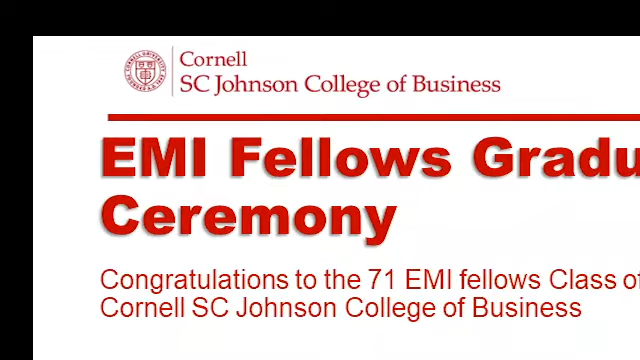 Cornell
SC Johnson College of Business
EMI Fellows Gradu
Ceremony
Congratulations to the 71 EMI fellows Class of
Cornell SC Johnson College of Business